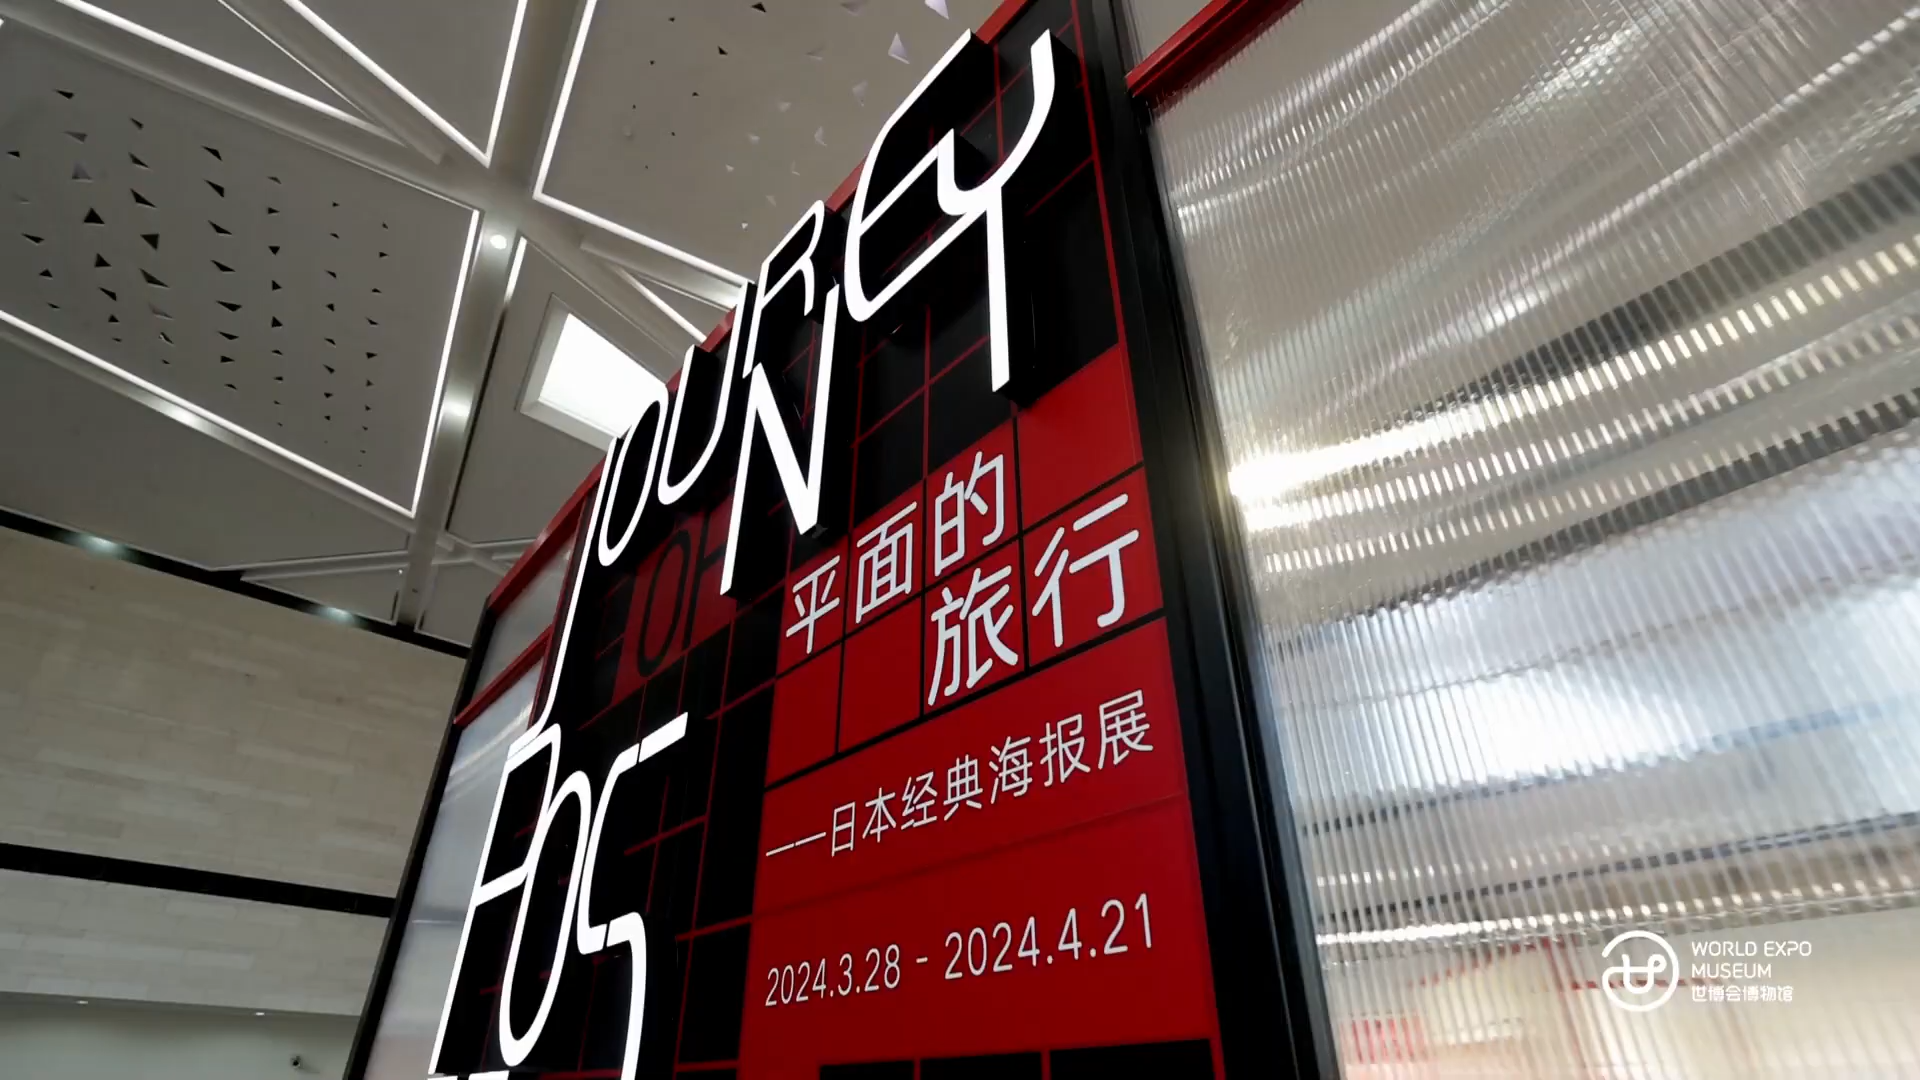 JOURNEY
OF
POS
平面的
旅行
——日本经典海报展
2024.3.28 - 2024.4.21
WORLD EXPO
MUSEUM
世博会博物馆